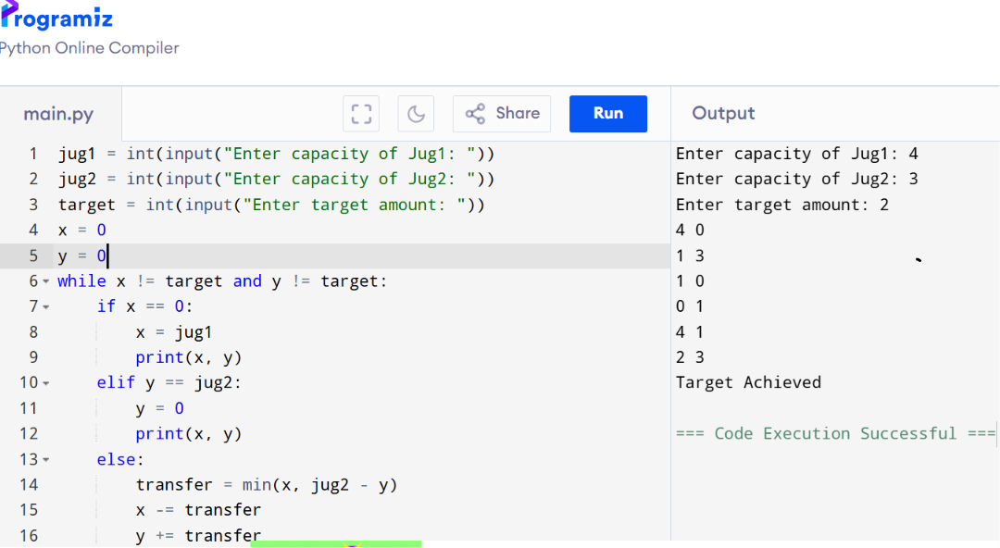 Programiz
Python Online Compiler
main.py
Share
Run
Output
1 jug1 = int(input("Enter capacity of Jug1: "))
2 jug2 = int(input("Enter capacity of Jug2: "))
3 target = int(input("Enter target amount: "))
4 x = 0
5 y = 0
6 while x != target and y != target:
7     if x == 0:
8         x = jug1
9         print(x, y)
10     elif y == jug2:
11         y = 0
12         print(x, y)
13     else:
14         transfer = min(x, jug2 - y)
15         x -= transfer
16         y += transfer
Enter capacity of Jug1: 4
Enter capacity of Jug2: 3
Enter target amount: 2
4 0
1 3
1 0
0 1
4 1
2 3
Target Achieved
=== Code Execution Successful ===